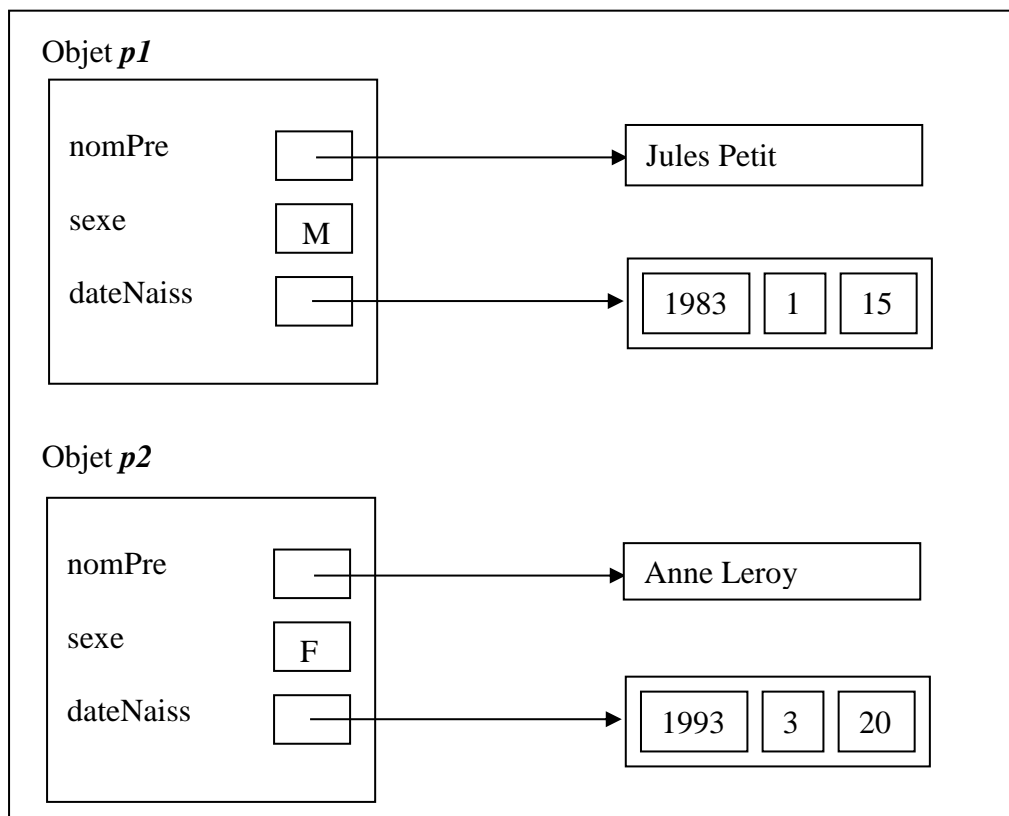 Objet p1
nomPre
Jules Petit
sexe
M
dateNaiss
1983 1 15
Objet p2
nomPre
Anne Leroy
sexe
F
dateNaiss
1993 3 20